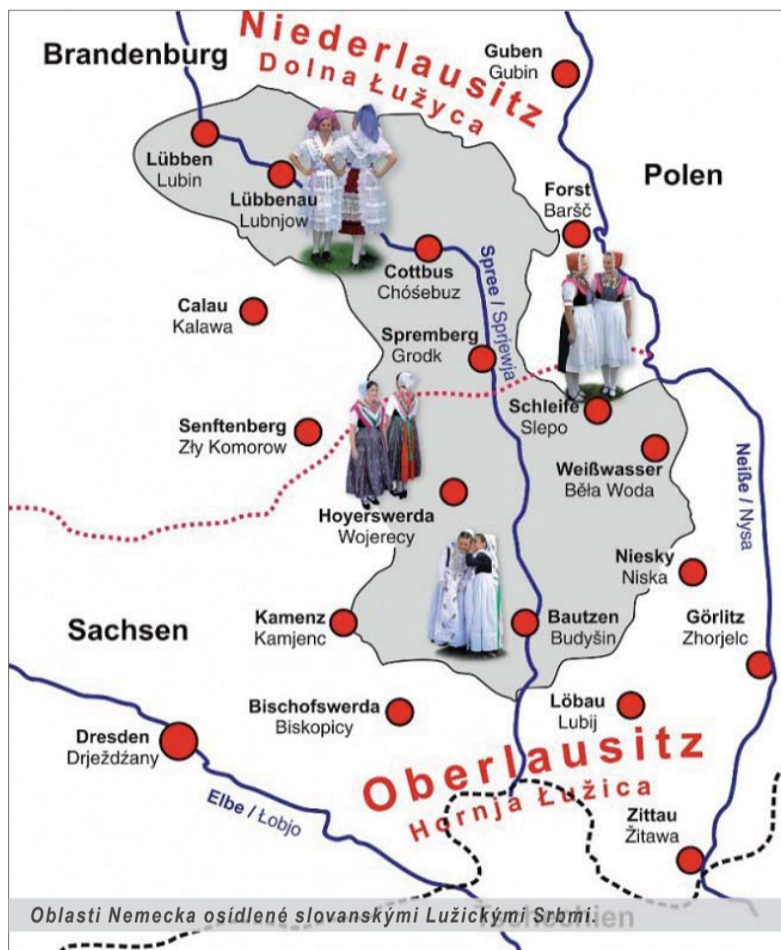 Niederlausitz
Dolna Łužyca
Brandenburg
Guben
Gubin
Lübben
Lubin
Lübbenau
Lubnjow
Forst
Baršć
Polen
Cottbus
Chóśebuz
Spree / Sprjewja
Calau
Kalawa
Spremberg
Grodk
Schleife
Slepo
Senftenberg
Zły Komorow
Weißwasser
Běła Woda
Neiße / Nysa
Hoyerswerda
Wojerecy
Niesky
Niska
Kamenz
Kamjenc
Bautzen
Budyšin
Görlitz
Zhorjelc
Sachsen
Bischofswerda
Biskopicy
Löbau
Lubij
Dresden
Drježdźany
Oberlausitz
Hornja Łužica
Elbe / Łobjo
Zittau
Žitawa
Tschechien
Oblasti Nemecka osídlené slovanskými Lužickými Srbmi.